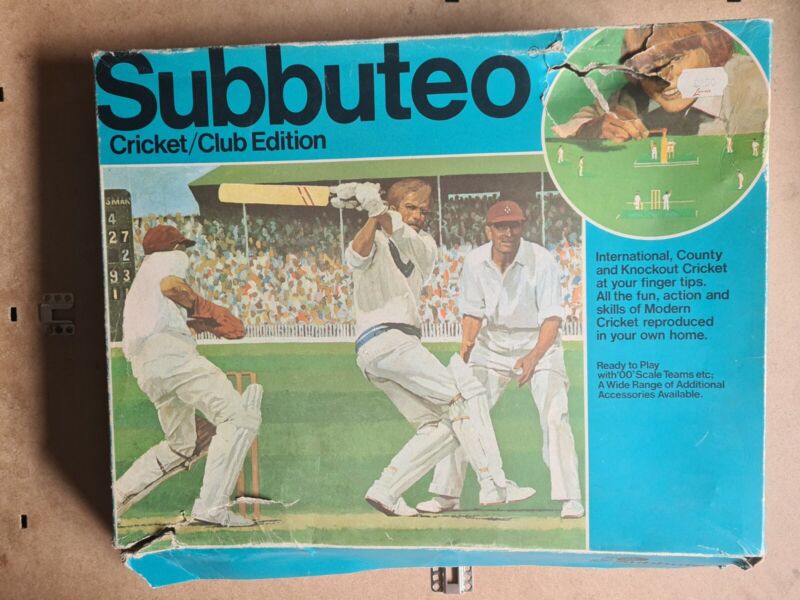 Subbuteo
Cricket/Club Edition
4
27
2
93
1
International, County
and Knockout Cricket
at your finger tips.
All the fun, action and
skills of Modern
Cricket reproduced
in your own home.
Ready to Play
with 'OO' Scale Teams etc;
A Wide Range of Additional
Accessories Available.